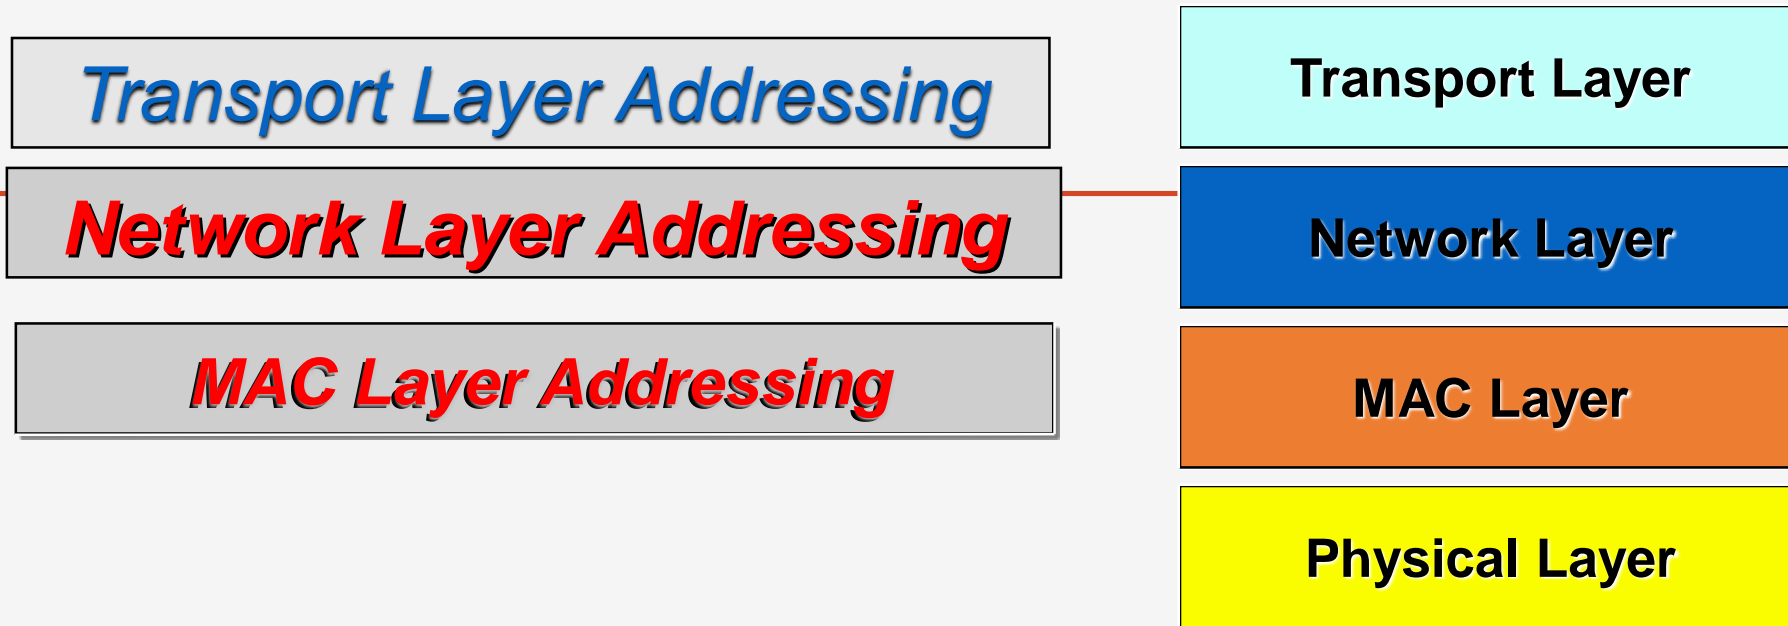 Transport Layer Addressing
Network Layer Addressing
MAC Layer Addressing
Transport Layer
Network Layer
MAC Layer
Physical Layer